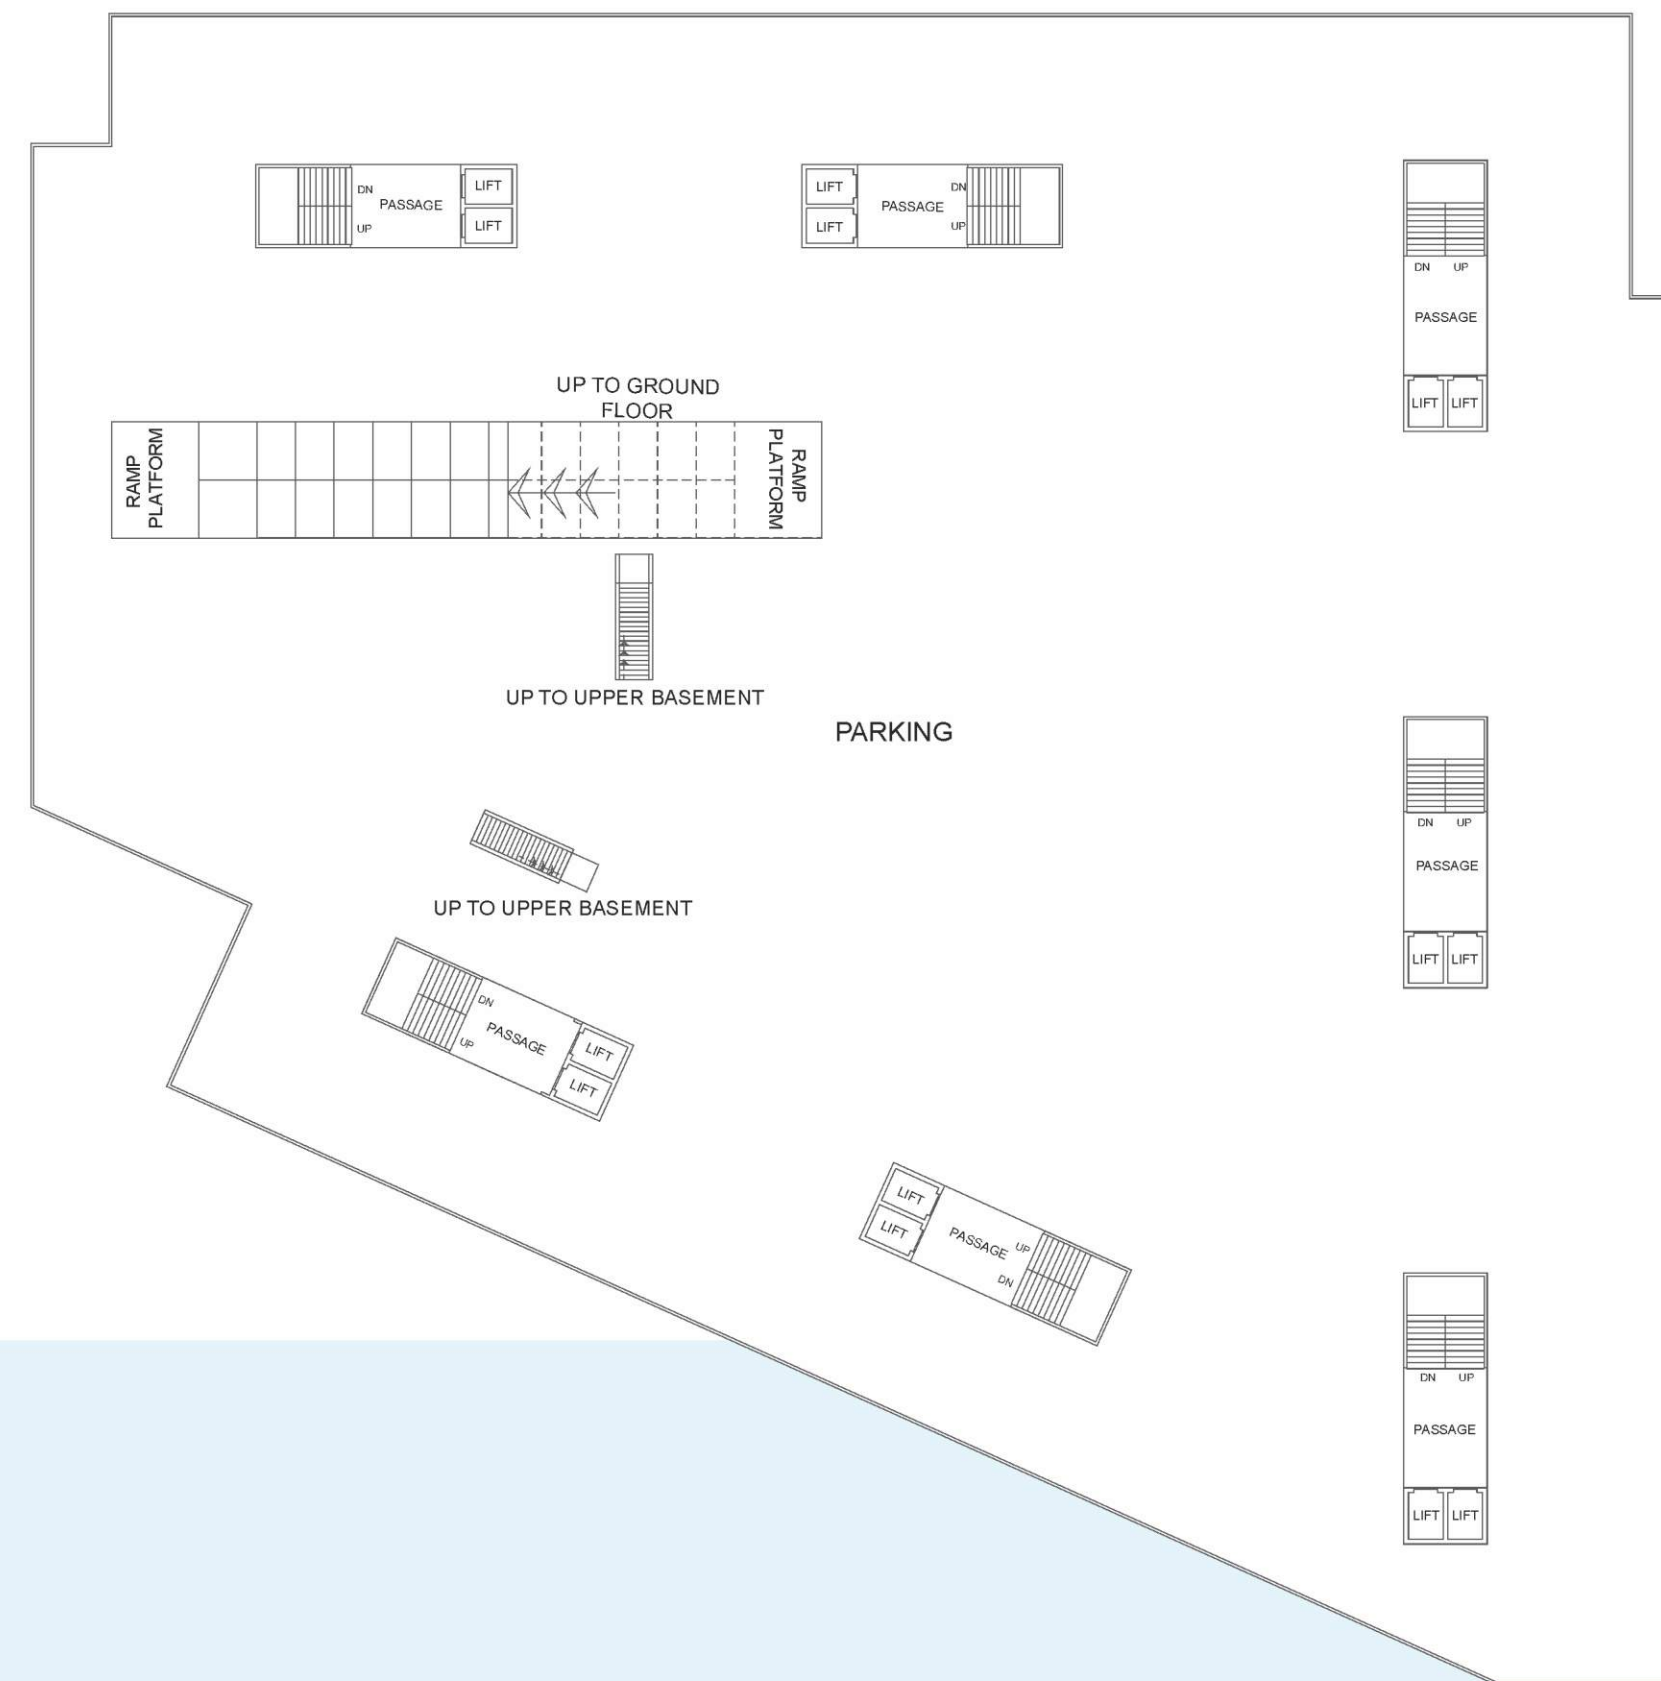 DN
PASSAGE
UP
LIFT
LIFT
LIFT
LIFT
PASSAGE
DN
UP
DN UP
PASSAGE
LIFT LIFT
UP TO GROUND
FLOOR
RAMP
PLATFORM
RAMP
PLATFORM
UP TO UPPER BASEMENT
PARKING
DN UP
PASSAGE
LIFT LIFT
UP TO UPPER BASEMENT
DN
PASSAGE
UP
LIFT
LIFT
LIFT
LIFT
PASSAGE
UP
DN
DN UP
PASSAGE
LIFT LIFT